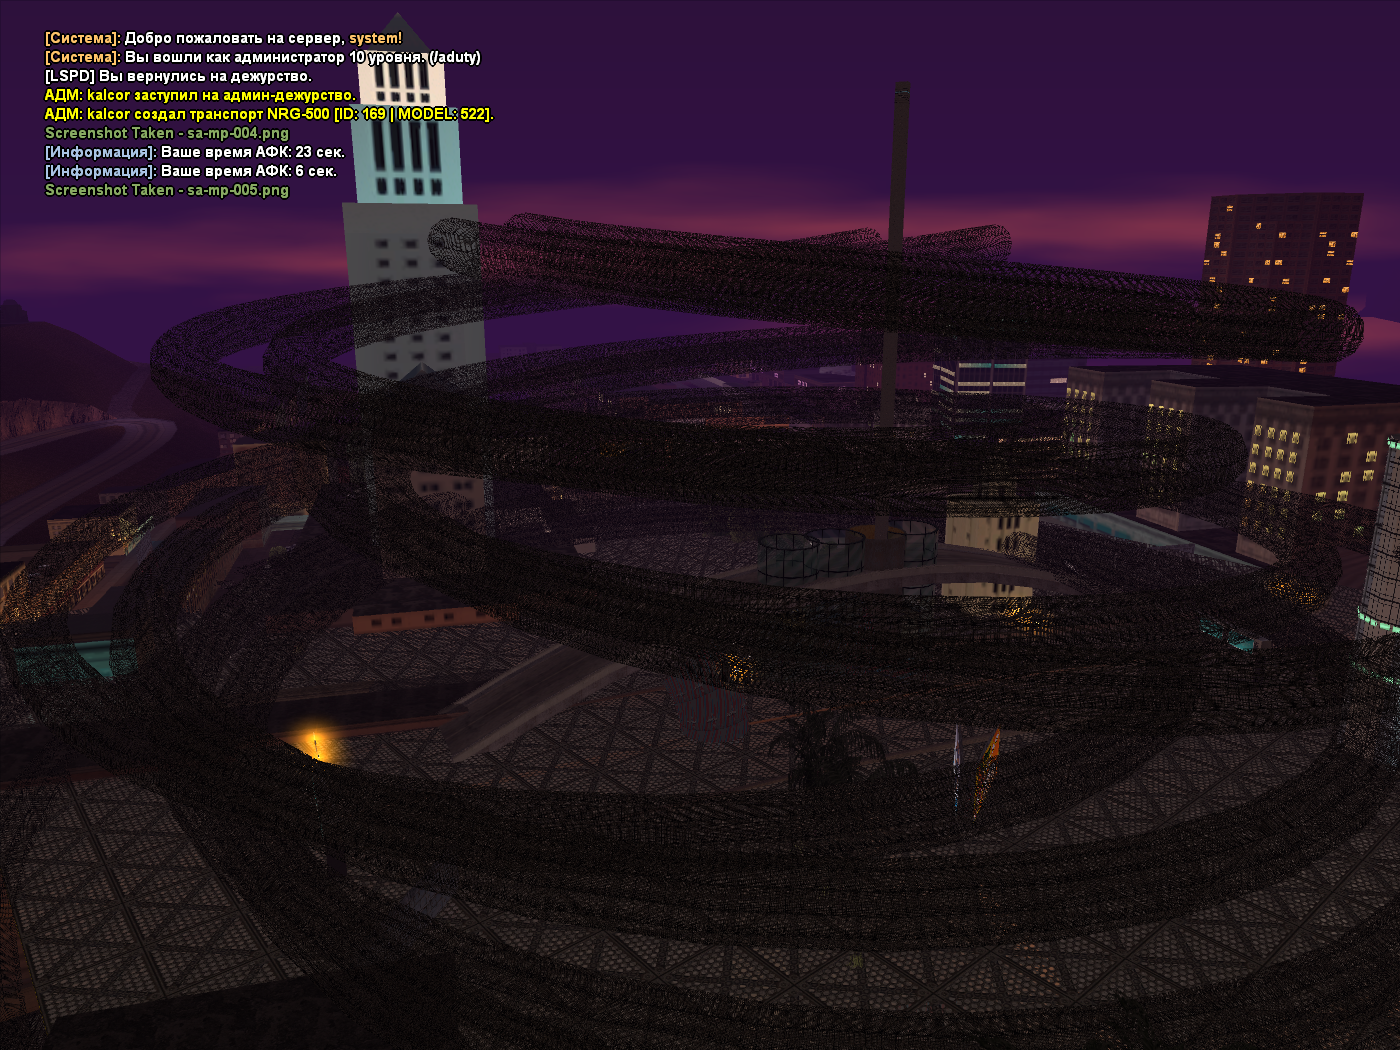 [Система]: Добро пожаловать на сервер, system!
[Система]: Вы вошли как администратор 10 уровня. (/aduty)
[LSPD] Вы вернулись на дежурство.
АДМ: kalcor заступил на админ-дежурство.
АДМ: kalcor создал транспорт NRG-500 [ID: 169 | MODEL: 522].
Screenshot Taken - sa-mp-004.png
[Информация]: Ваше время АФК: 23 сек.
[Информация]: Ваше время АФК: 6 сек.
Screenshot Taken - sa-mp-005.png